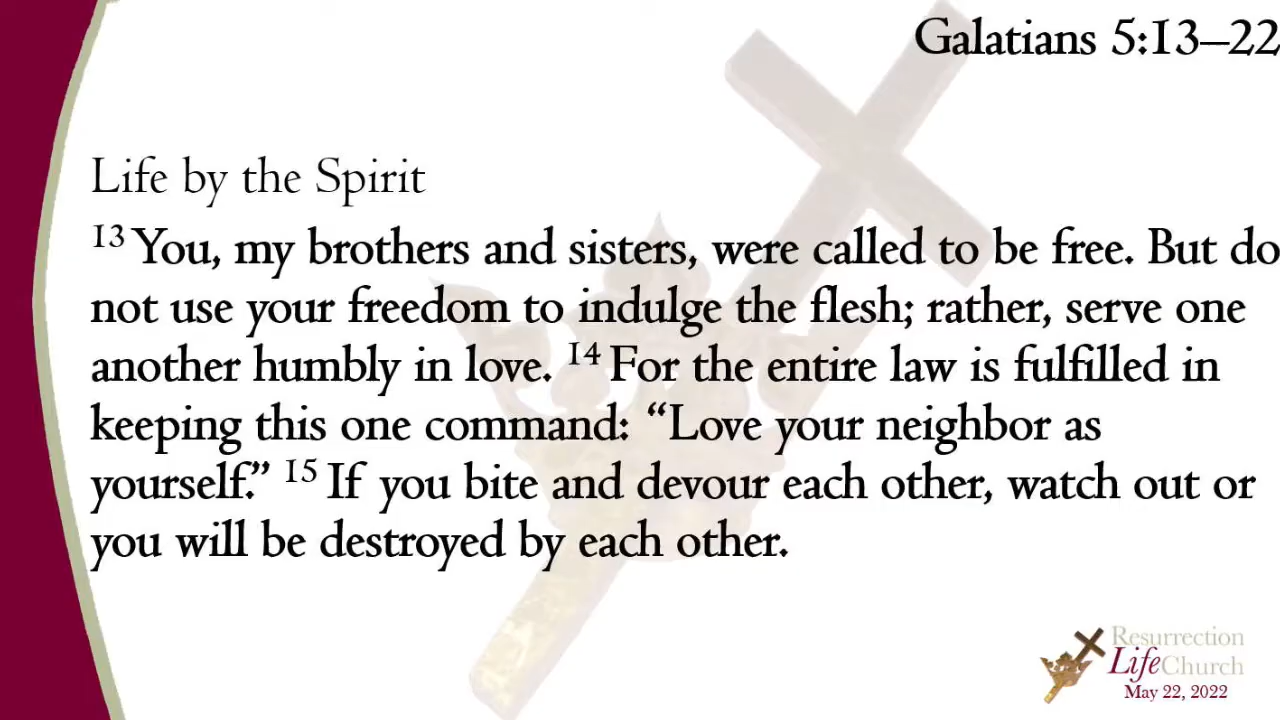 Galatians 5:13–22
Life by the Spirit
13 You, my brothers and sisters, were called to be free. But do
not use your freedom to indulge the flesh; rather, serve one
another humbly in love. 14 For the entire law is fulfilled in
keeping this one command: “Love your neighbor as
yourself.” 15 If you bite and devour each other, watch out or
you will be destroyed by each other.
Resurrection
LifeChurch
May 22, 2022